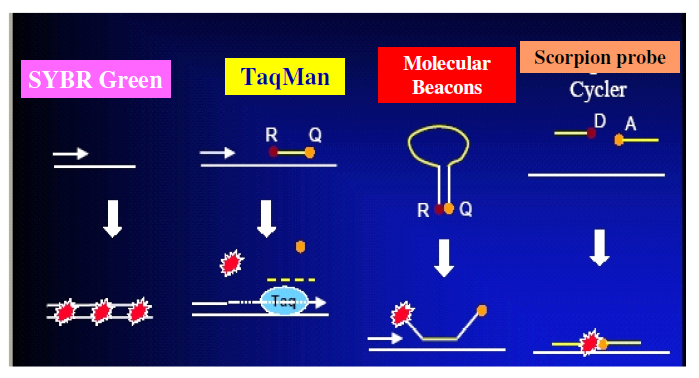 SYBR Green
TaqMan
Molecular
Beacons
Scorpion probe
Cycler
R Q
D A
R Q
Taq